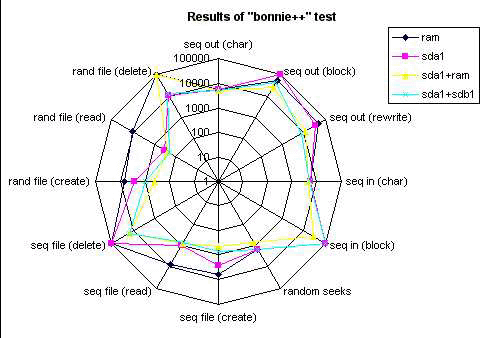 Results of "bonnie++" test
ram
sda1
sda1+ram
sda1+sdb1
seq out (char)
100000
10000
1000
100
10
1
rand file (delete)
seq out (block)
rand file (read)
seq out (rewrite)
rand file (create)
seq in (char)
seq file (delete)
seq in (block)
seq file (read)
random seeks
seq file (create)